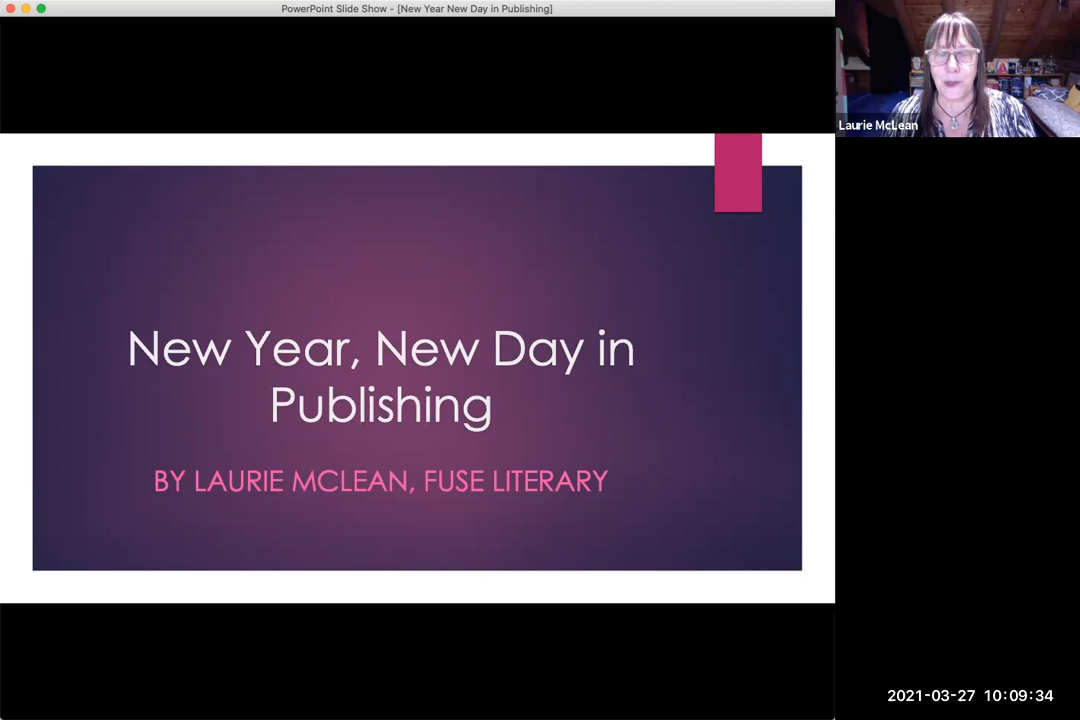 PowerPoint Slide Show - [New Year New Day in Publishing]
Laurie McLean
New Year, New Day in
Publishing
BY LAURIE MCLEAN, FUSE LITERARY
2021-03-27 10:09:34